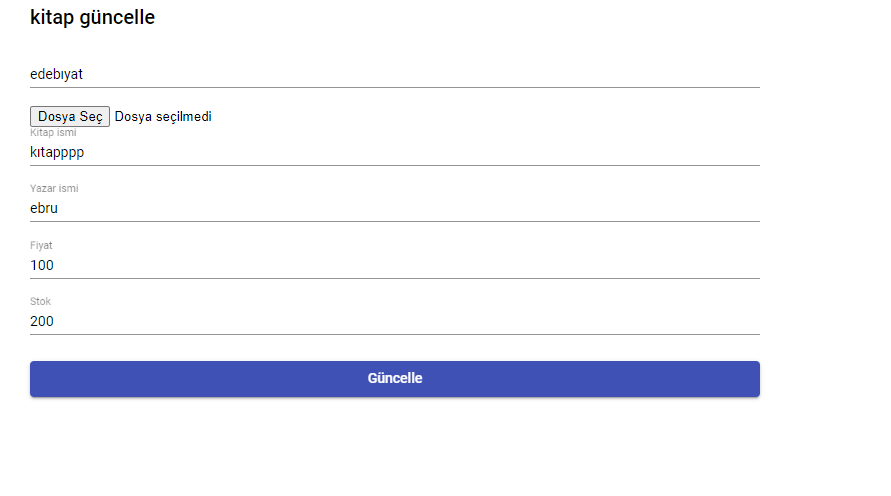 kitap güncelle
edebıyat
Dosya Seç Dosya seçilmedi
Kitap ismi
kıtapppp
Yazar ismi
ebru
Fiyat
100
Stok
200
Güncelle